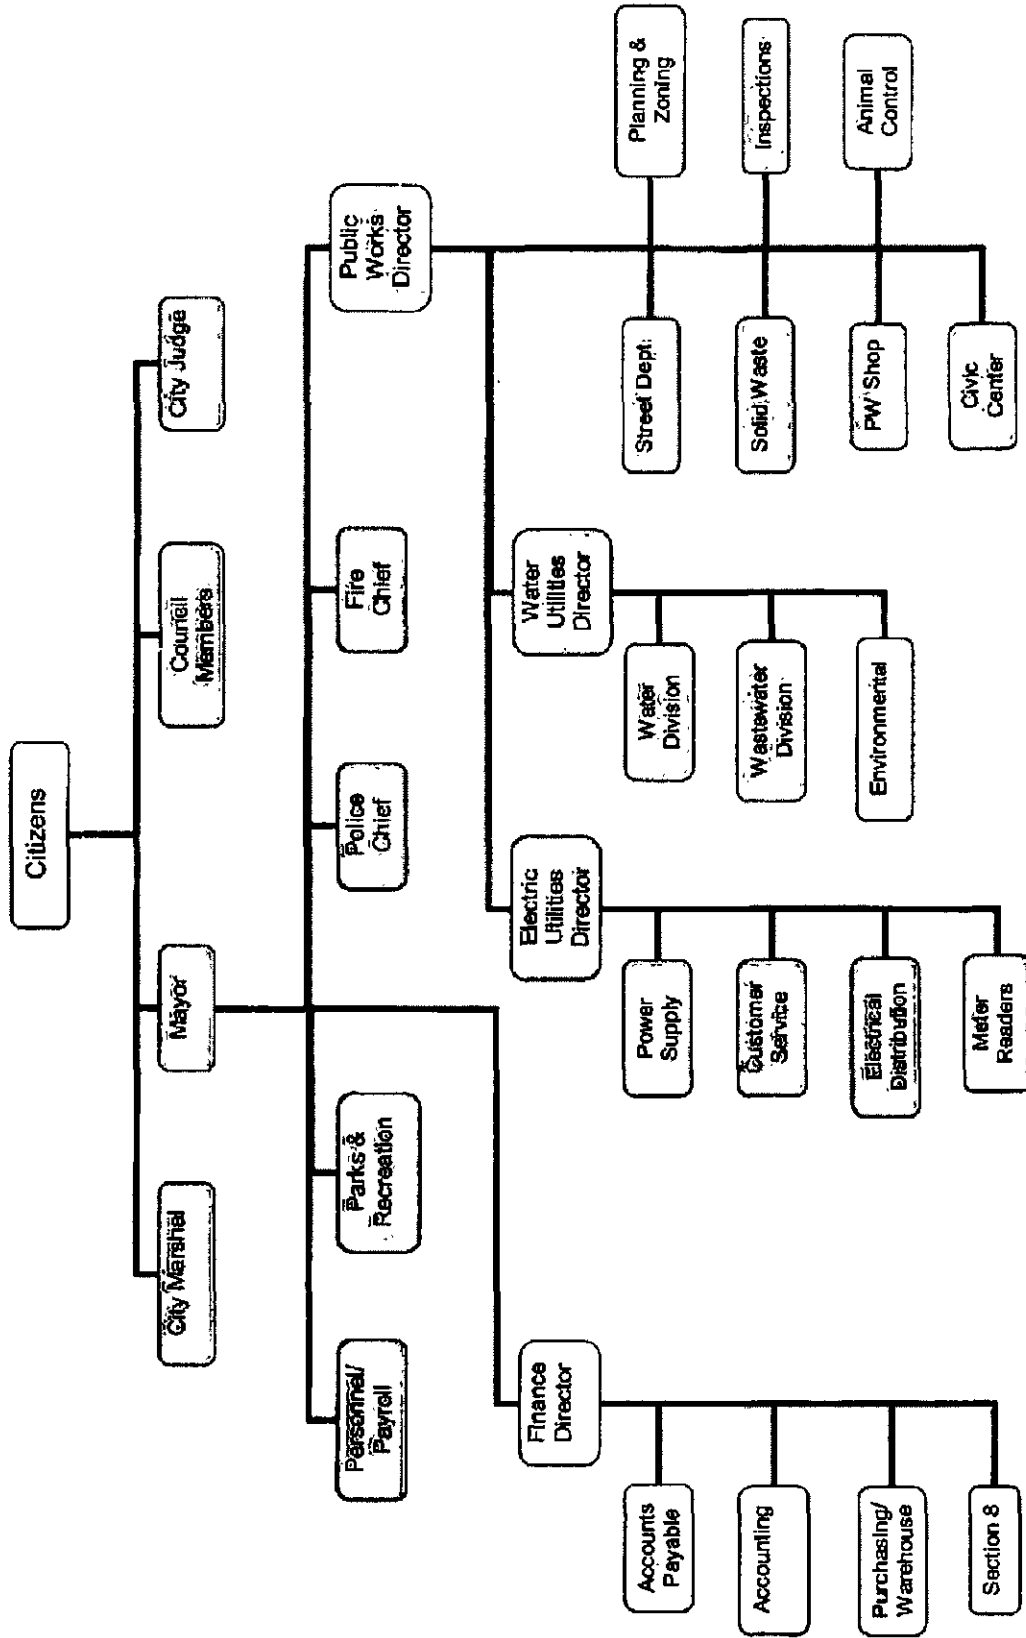 Citizens
City Marshal
Mayor
Council
Members
City Judge
Personnel/
Payroll
Parks &
Recreation
Police
Chief
Fire
Chief
Public
Works
Director
Finance
Director
Electric
Utilities
Director
Water
Utilities
Director
Accounts
Payable
Accounting
Purchasing/
Warehouse
Section 8
Power
Supply
Customer
Service
Electrical
Distribution
Meter
Readers
Water
Division
Wastewater
Division
Environmental
Street Dept.
Planning &
Zoning
Solid Waste
Inspections
PW Shop
Animal
Control
Civic
Center